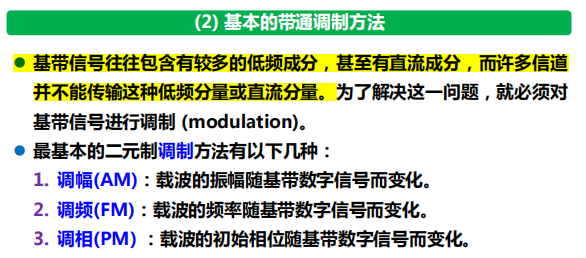 (2) 基本的带通调制方法
● 基带信号往往包含有较多的低频成分，甚至有直流成分，而许多信道
并不能传输这种低频分量或直流分量。为了解决这一问题，就必须对
基带信号进行调制 (modulation)。
● 最基本的二元制调制方法有以下几种：
1. 调幅(AM)：载波的振幅随基带数字信号而变化。
2. 调频(FM)：载波的频率随基带数字信号而变化。
3. 调相(PM) ：载波的初始相位随基带数字信号而变化。